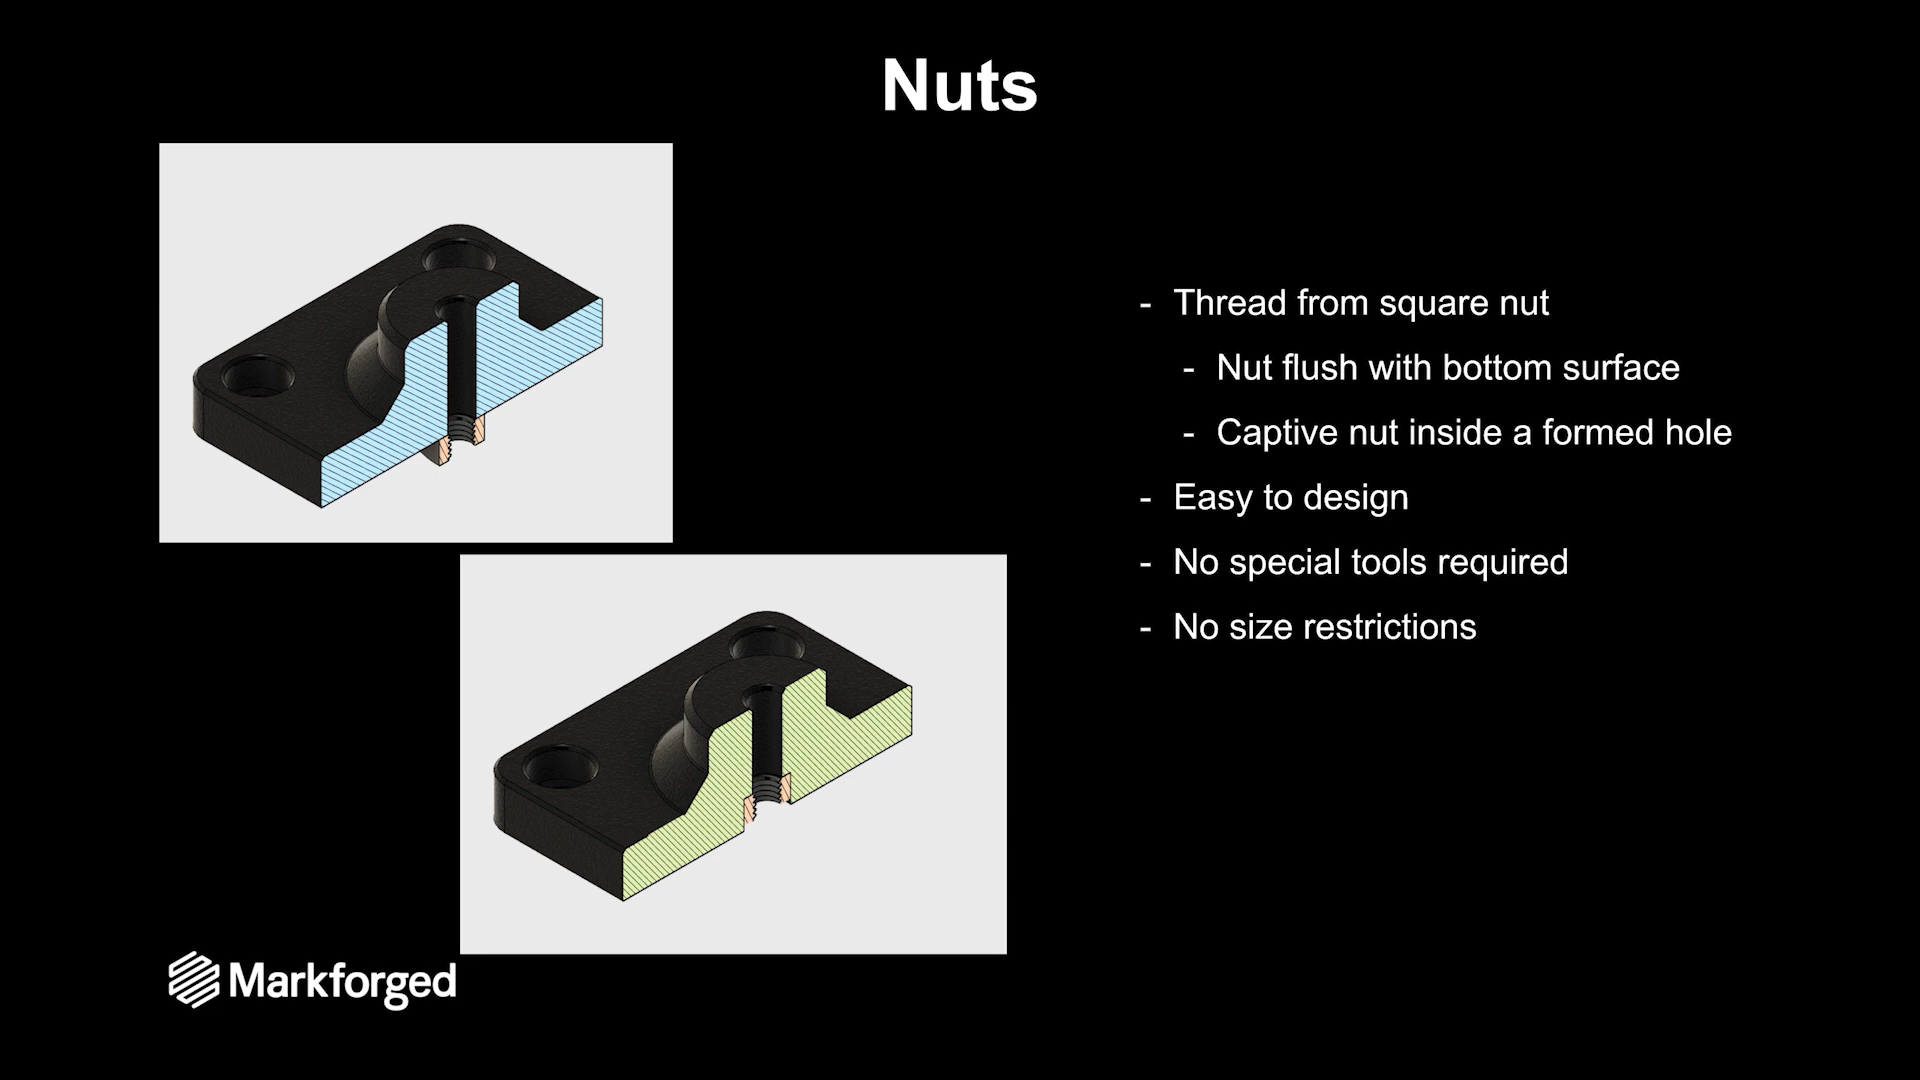 Nuts
- Thread from square nut
- Nut flush with bottom surface
- Captive nut inside a formed hole
- Easy to design
- No special tools required
- No size restrictions
Markforged